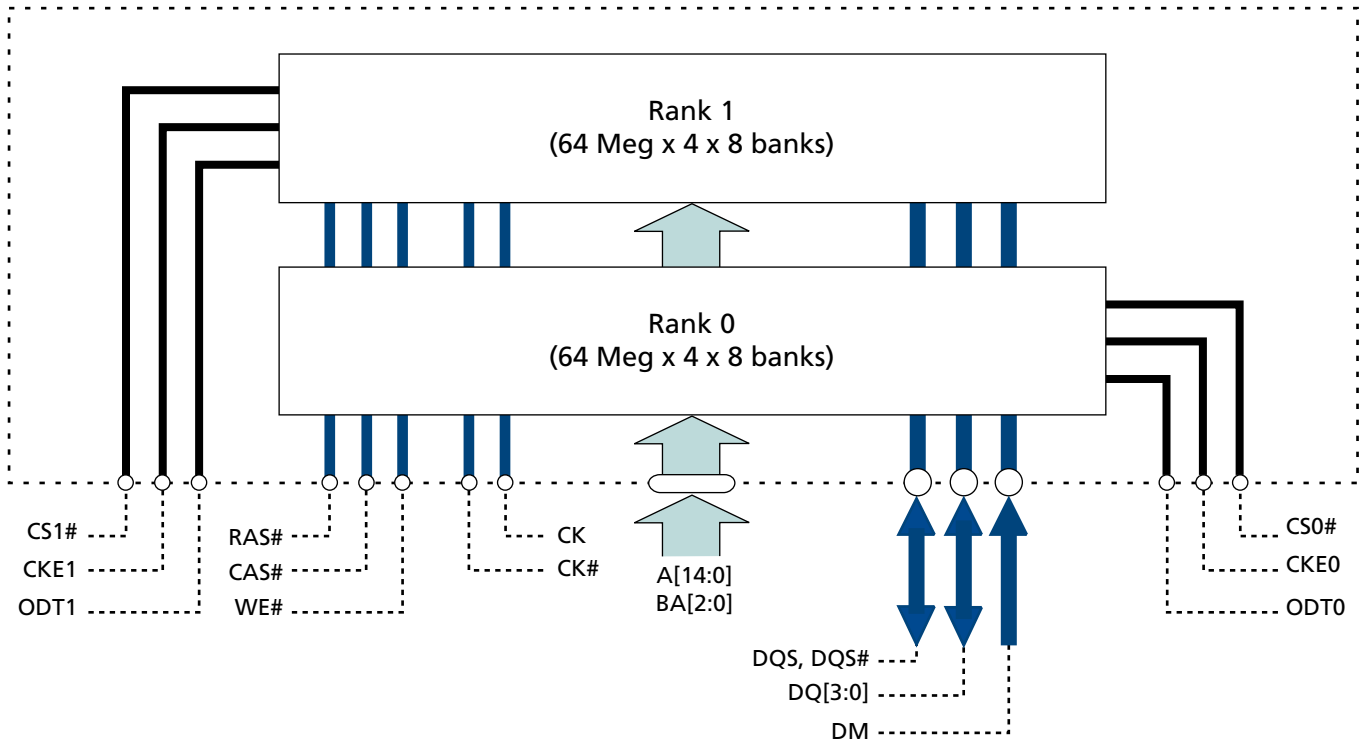 Rank 1
(64 Meg x 4 x 8 banks)
Rank 0
(64 Meg x 4 x 8 banks)
CS1#
CKE1
ODT1
RAS#
CAS#
WE#
CK
CK#
A[14:0]
BA[2:0]
DQS, DQS#
DQ[3:0]
DM
CS0#
CKE0
ODT0